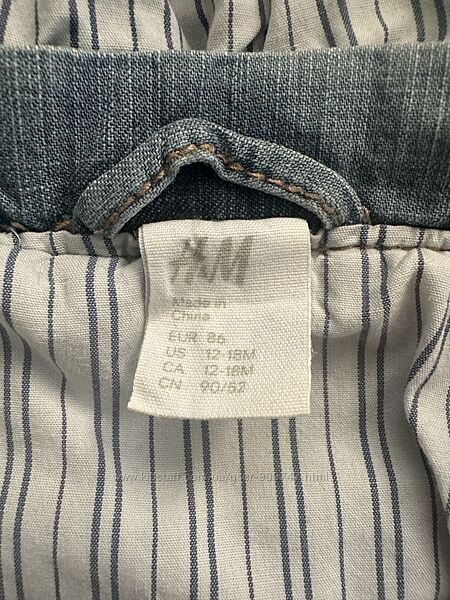 H&M
Made in
China
EUR 86
US 12-18M
CA 12-18M
CN 90/52